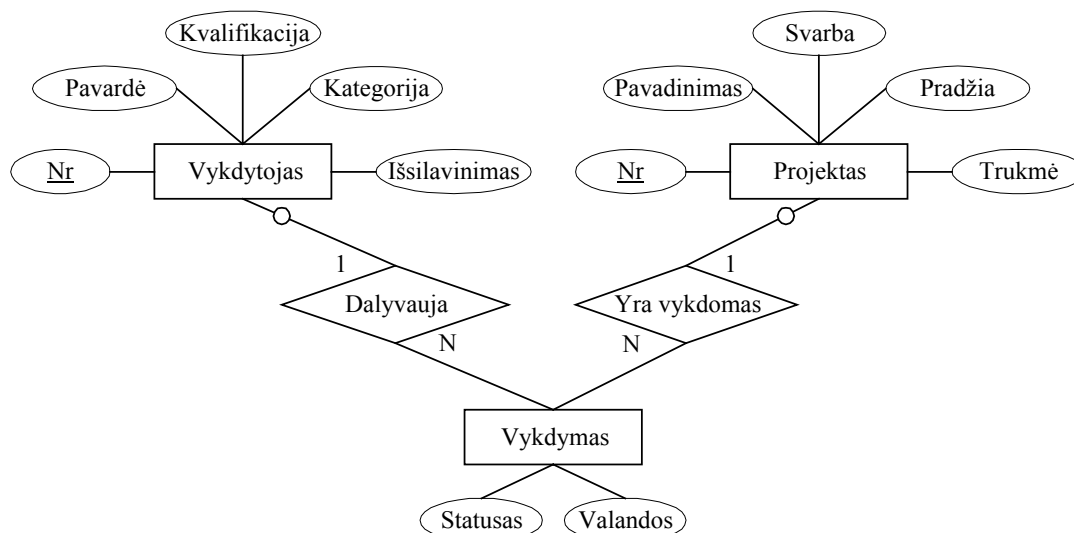 Kvalifikacija
Svarba
Pavardė
Kategorija
Pavadinimas
Pradžia
Nr
Vykdytojas
Išsilavinimas
Nr
Projektas
Trukmė
1
1
Dalyvauja
Yra vykdomas
N
N
Vykdymas
Statusas
Valandos